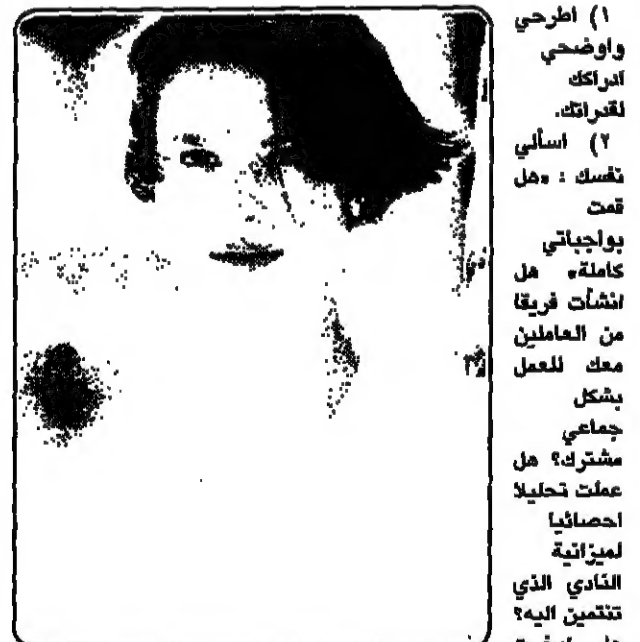 ١) اطرحي
واوضحي
ادراكك
لقدراتك.
٢) اسألي
نفسك : «هل
قمت
بواجباتي
كاملة» هل
انشأت فريقا
من العاملين
معك للعمل
بشكل
جماعي
مشترك؟ هل
عملت تحليلا
احصائيا
لميزانية
النادي الذي
تنتمين اليه؟